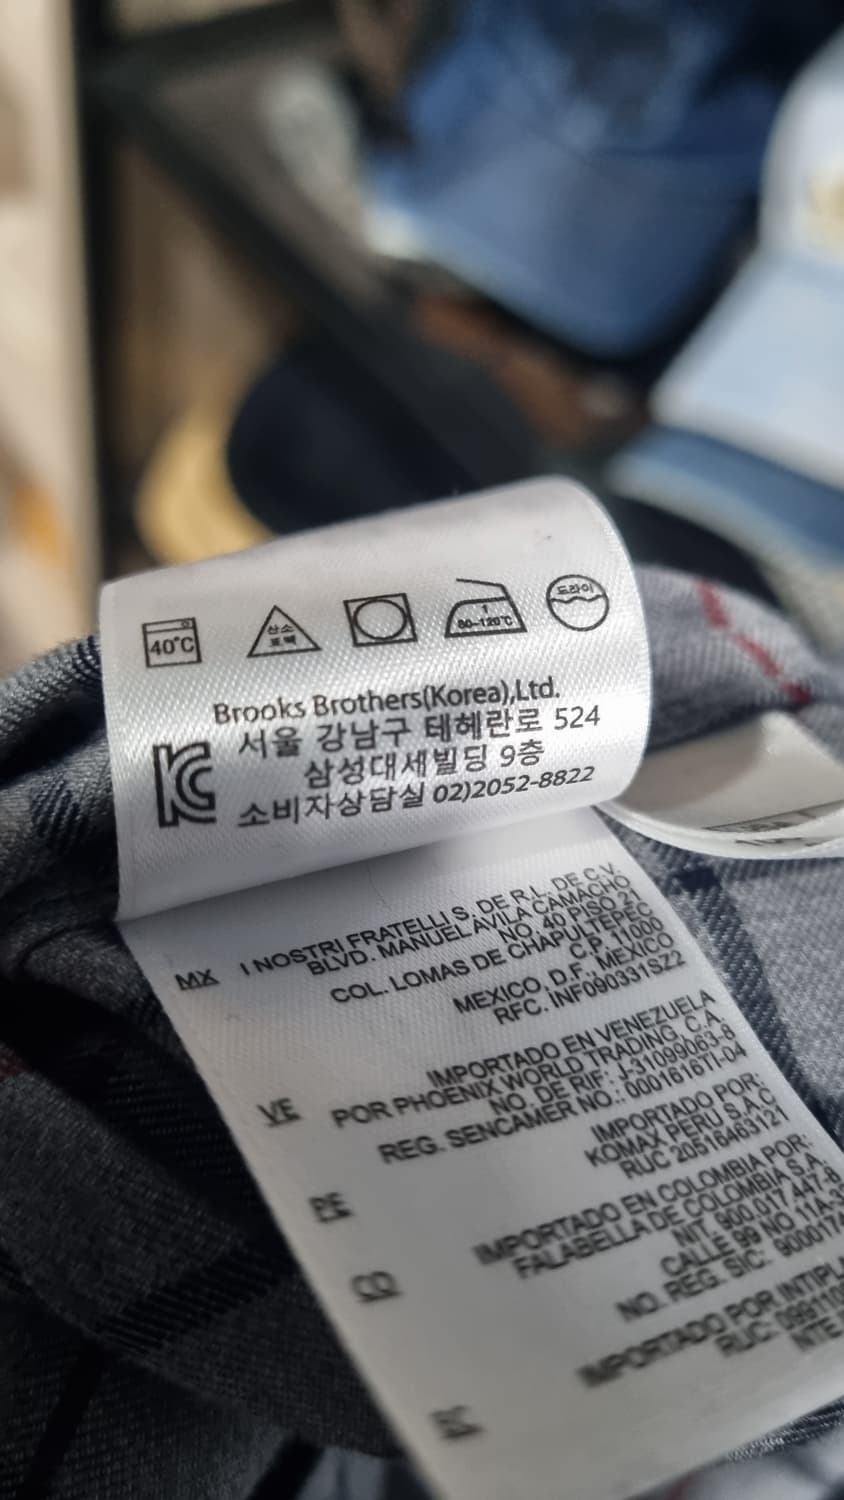 40°C
산소
표백
1
80~120℃
드라이
Brooks Brothers(Korea),Ltd.
서울 강남구 테헤란로 524
삼성대세빌딩 9층
소비자상담실 02)2052-8822
MX
I NOSTRI FRATELLI S. DE R.L. DE C.V.
BLVD. MANUEL AVILA CAMACHO
NO. 40 PISO 21
COL. LOMAS DE CHAPULTEPEC
C.P. 11000
MEXICO, D.F., MEXICO
RFC. INF090331SZ2
VE
IMPORTADO EN VENEZUELA
POR PHOENIX WORLD TRADING, C.A.
NO. DE RIF: J-31099063-8
REG. SENCAMER NO.: 0001616TI-04
PE
IMPORTADO POR:
KOMAX PERU S.A.C
RUC 20516463121
CO
IMPORTADO EN COLOMBIA POR:
FALABELLA DE COLOMBIA S.A.
NIT. 900.017.447-8
CALLE 99 NO. 11A-3
NO. REG. SIC: 9000174
IMPORTADO POR
RUC: